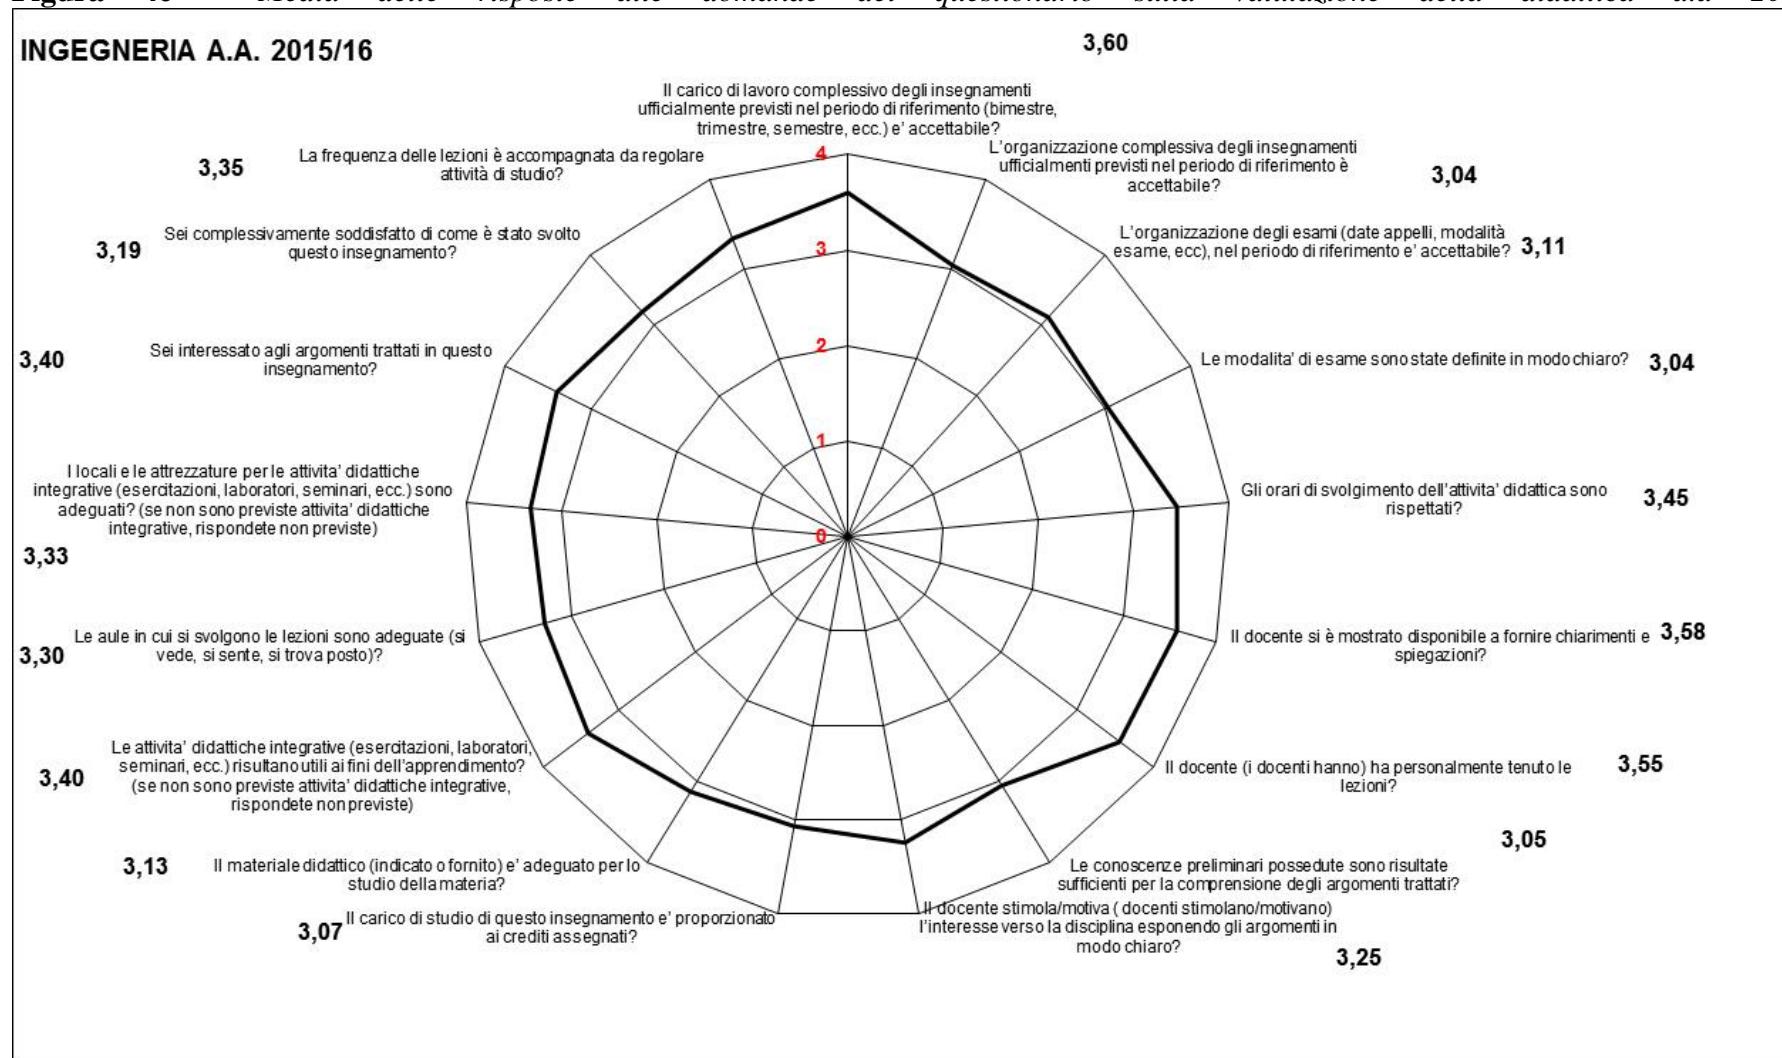 INGEGNERIA A.A. 2015/16
3,60
Il carico di lavoro complessivo degli insegnamenti
ufficialmente previsti nel periodo di riferimento (bimestre,
trimestre, semestre, ecc.) e' accettabile?
L'organizzazione complessiva degli insegnamenti
ufficialmenti previsti nel periodo di riferimento è
accettabile?
3,04
L'organizzazione degli esami (date appelli, modalità
esame, ecc), nel periodo di riferimento e' accettabile?
3,11
Le modalita' di esame sono state definite in modo chiaro?
3,04
Gli orari di svolgimento dell'attivita' didattica sono
rispettati?
3,45
Il docente si è mostrato disponibile a fornire chiarimenti e
spiegazioni?
3,58
Il docente (i docenti hanno) ha personalmente tenuto le
lezioni?
3,55
Le conoscenze preliminari possedute sono risultate
sufficienti per la comprensione degli argomenti trattati?
3,05
Il docente stimola/motiva ( docenti stimolano/motivano)
l'interesse verso la disciplina esponendo gli argomenti in
modo chiaro?
3,25
Il carico di studio di questo insegnamento e' proporzionato
ai crediti assegnati?
3,07
Il materiale didattico (indicato o fornito) e' adeguato per lo
studio della materia?
3,13
Le attivita' didattiche integrative (esercitazioni, laboratori,
seminari, ecc.) risultano utili ai fini dell'apprendimento?
(se non sono previste attivita' didattiche integrative,
rispondete non previste)
3,40
Le aule in cui si svolgono le lezioni sono adeguate (si
vede, si sente, si trova posto)?
3,30
I locali e le attrezzature per le attivita' didattiche
integrative (esercitazioni, laboratori, seminari, ecc.) sono
adeguati? (se non sono previste attivita' didattiche
integrative, rispondete non previste)
3,33
Sei interessato agli argomenti trattati in questo
insegnamento?
3,40
Sei complessivamente soddisfatto di come è stato svolto
questo insegnamento?
3,19
La frequenza delle lezioni è accompagnata da regolare
attività di studio?
3,35
4
3
2
1
0